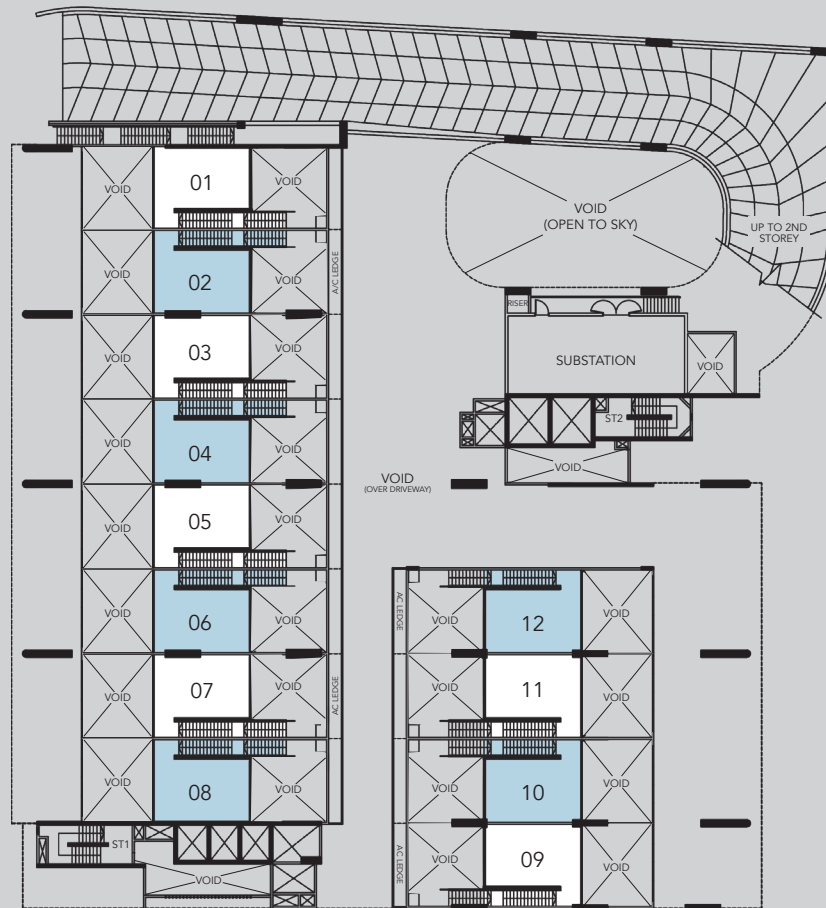 VOID
01
VOID
VOID
(OPEN TO SKY)
UP TO 2ND
STOREY
VOID
02
VOID
A/C LEDGE
RISER
VOID
03
VOID
SUBSTATION
VOID
VOID
04
VOID
ST2
VOID
VOID
(OVER DRIVEWAY)
VOID
05
VOID
VOID
06
VOID
AC LEDGE
VOID
12
VOID
VOID
07
VOID
AC LEDGE
VOID
11
VOID
VOID
08
VOID
VOID
10
VOID
ST1
VOID
AC LEDGE
VOID
09
VOID